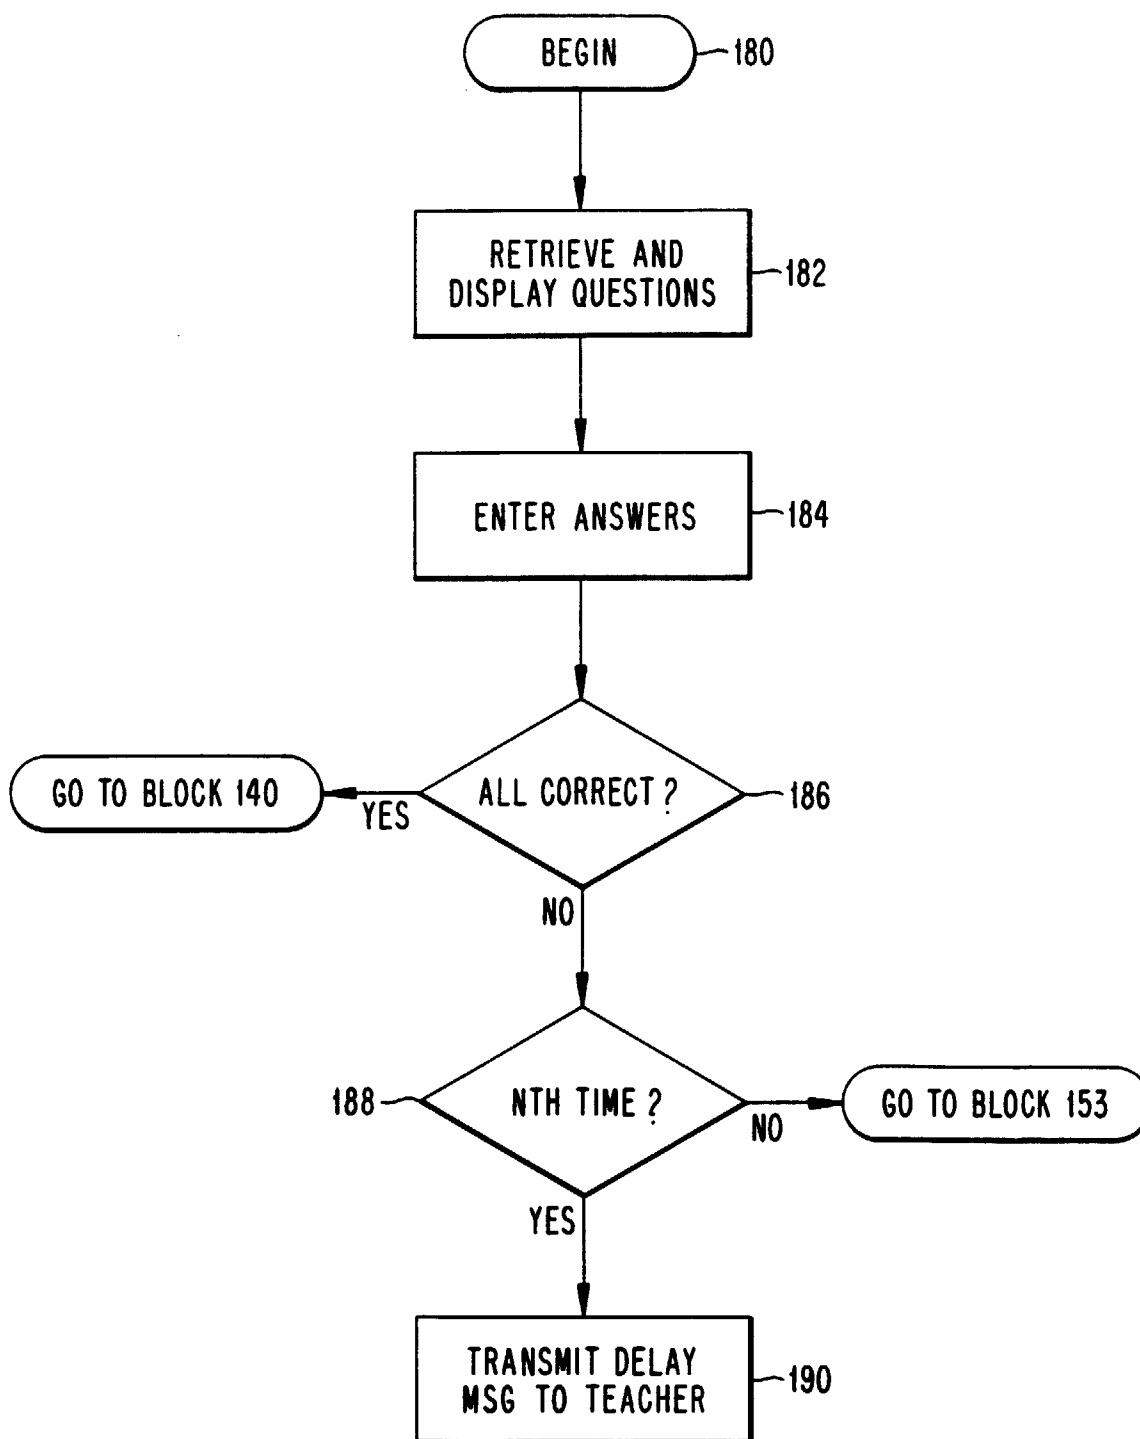 BEGIN
180
RETRIEVE AND
DISPLAY QUESTIONS
182
ENTER ANSWERS
184
ALL CORRECT?
186
GO TO BLOCK 140
YES
NO
NTH TIME?
188
NO
GO TO BLOCK 153
YES
TRANSMIT DELAY
MSG TO TEACHER
190